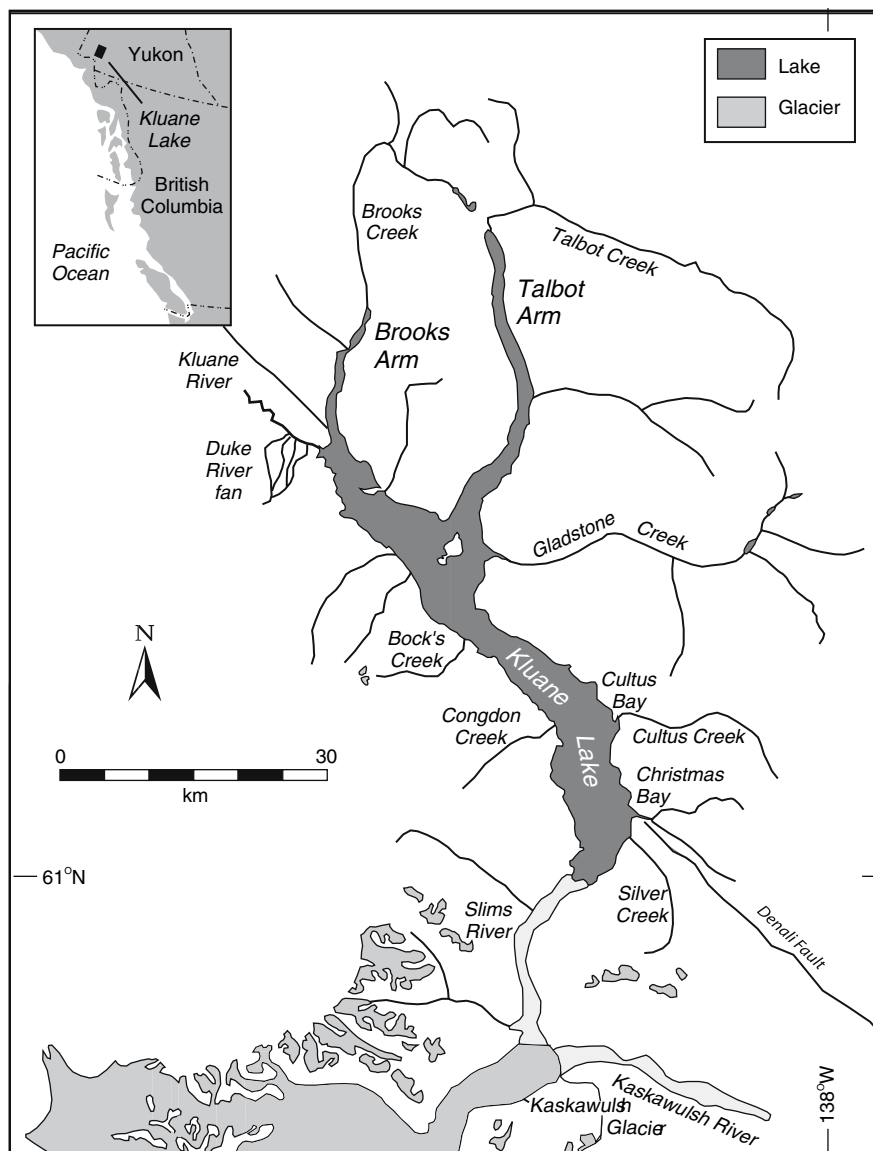 Yukon
Kluane
Lake
British
Columbia
Pacific
Ocean
Lake
Glacier
Brooks
Creek
Talbot Creek
Talbot
Arm
Brooks
Arm
Kluane
River
Duke
River
fan
Gladstone Creek
Bock's
Creek
Kluane
Lake
Cultus
Bay
Congdon
Creek
Cultus Creek
N
0 30
km
Christmas
Bay
61°N
Slims
River
Silver
Creek
Denali Fault
Kaskawulsh
Glacier
Kaskawulsh River
138°W